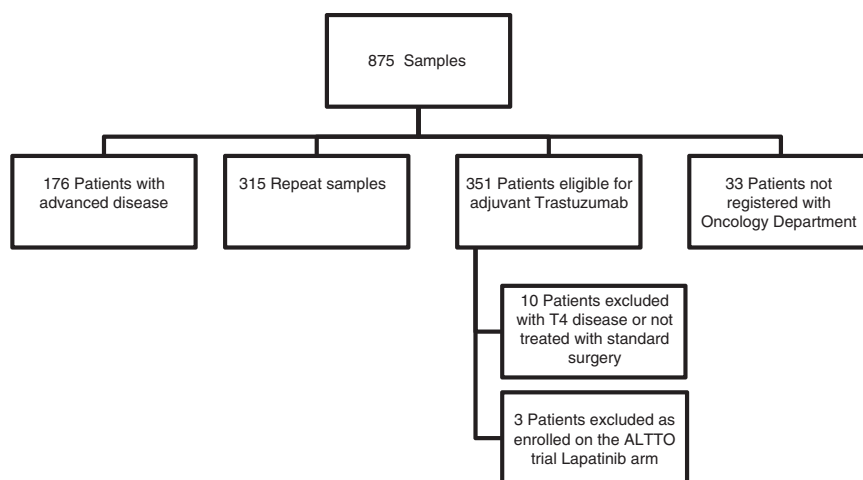 875 Samples
176 Patients with
advanced disease
315 Repeat samples
351 Patients eligible for
adjuvant Trastuzumab
33 Patients not
registered with
Oncology Department
10 Patients excluded
with T4 disease or not
treated with standard
surgery
3 Patients excluded as
enrolled on the ALTTO
trial Lapatinib arm